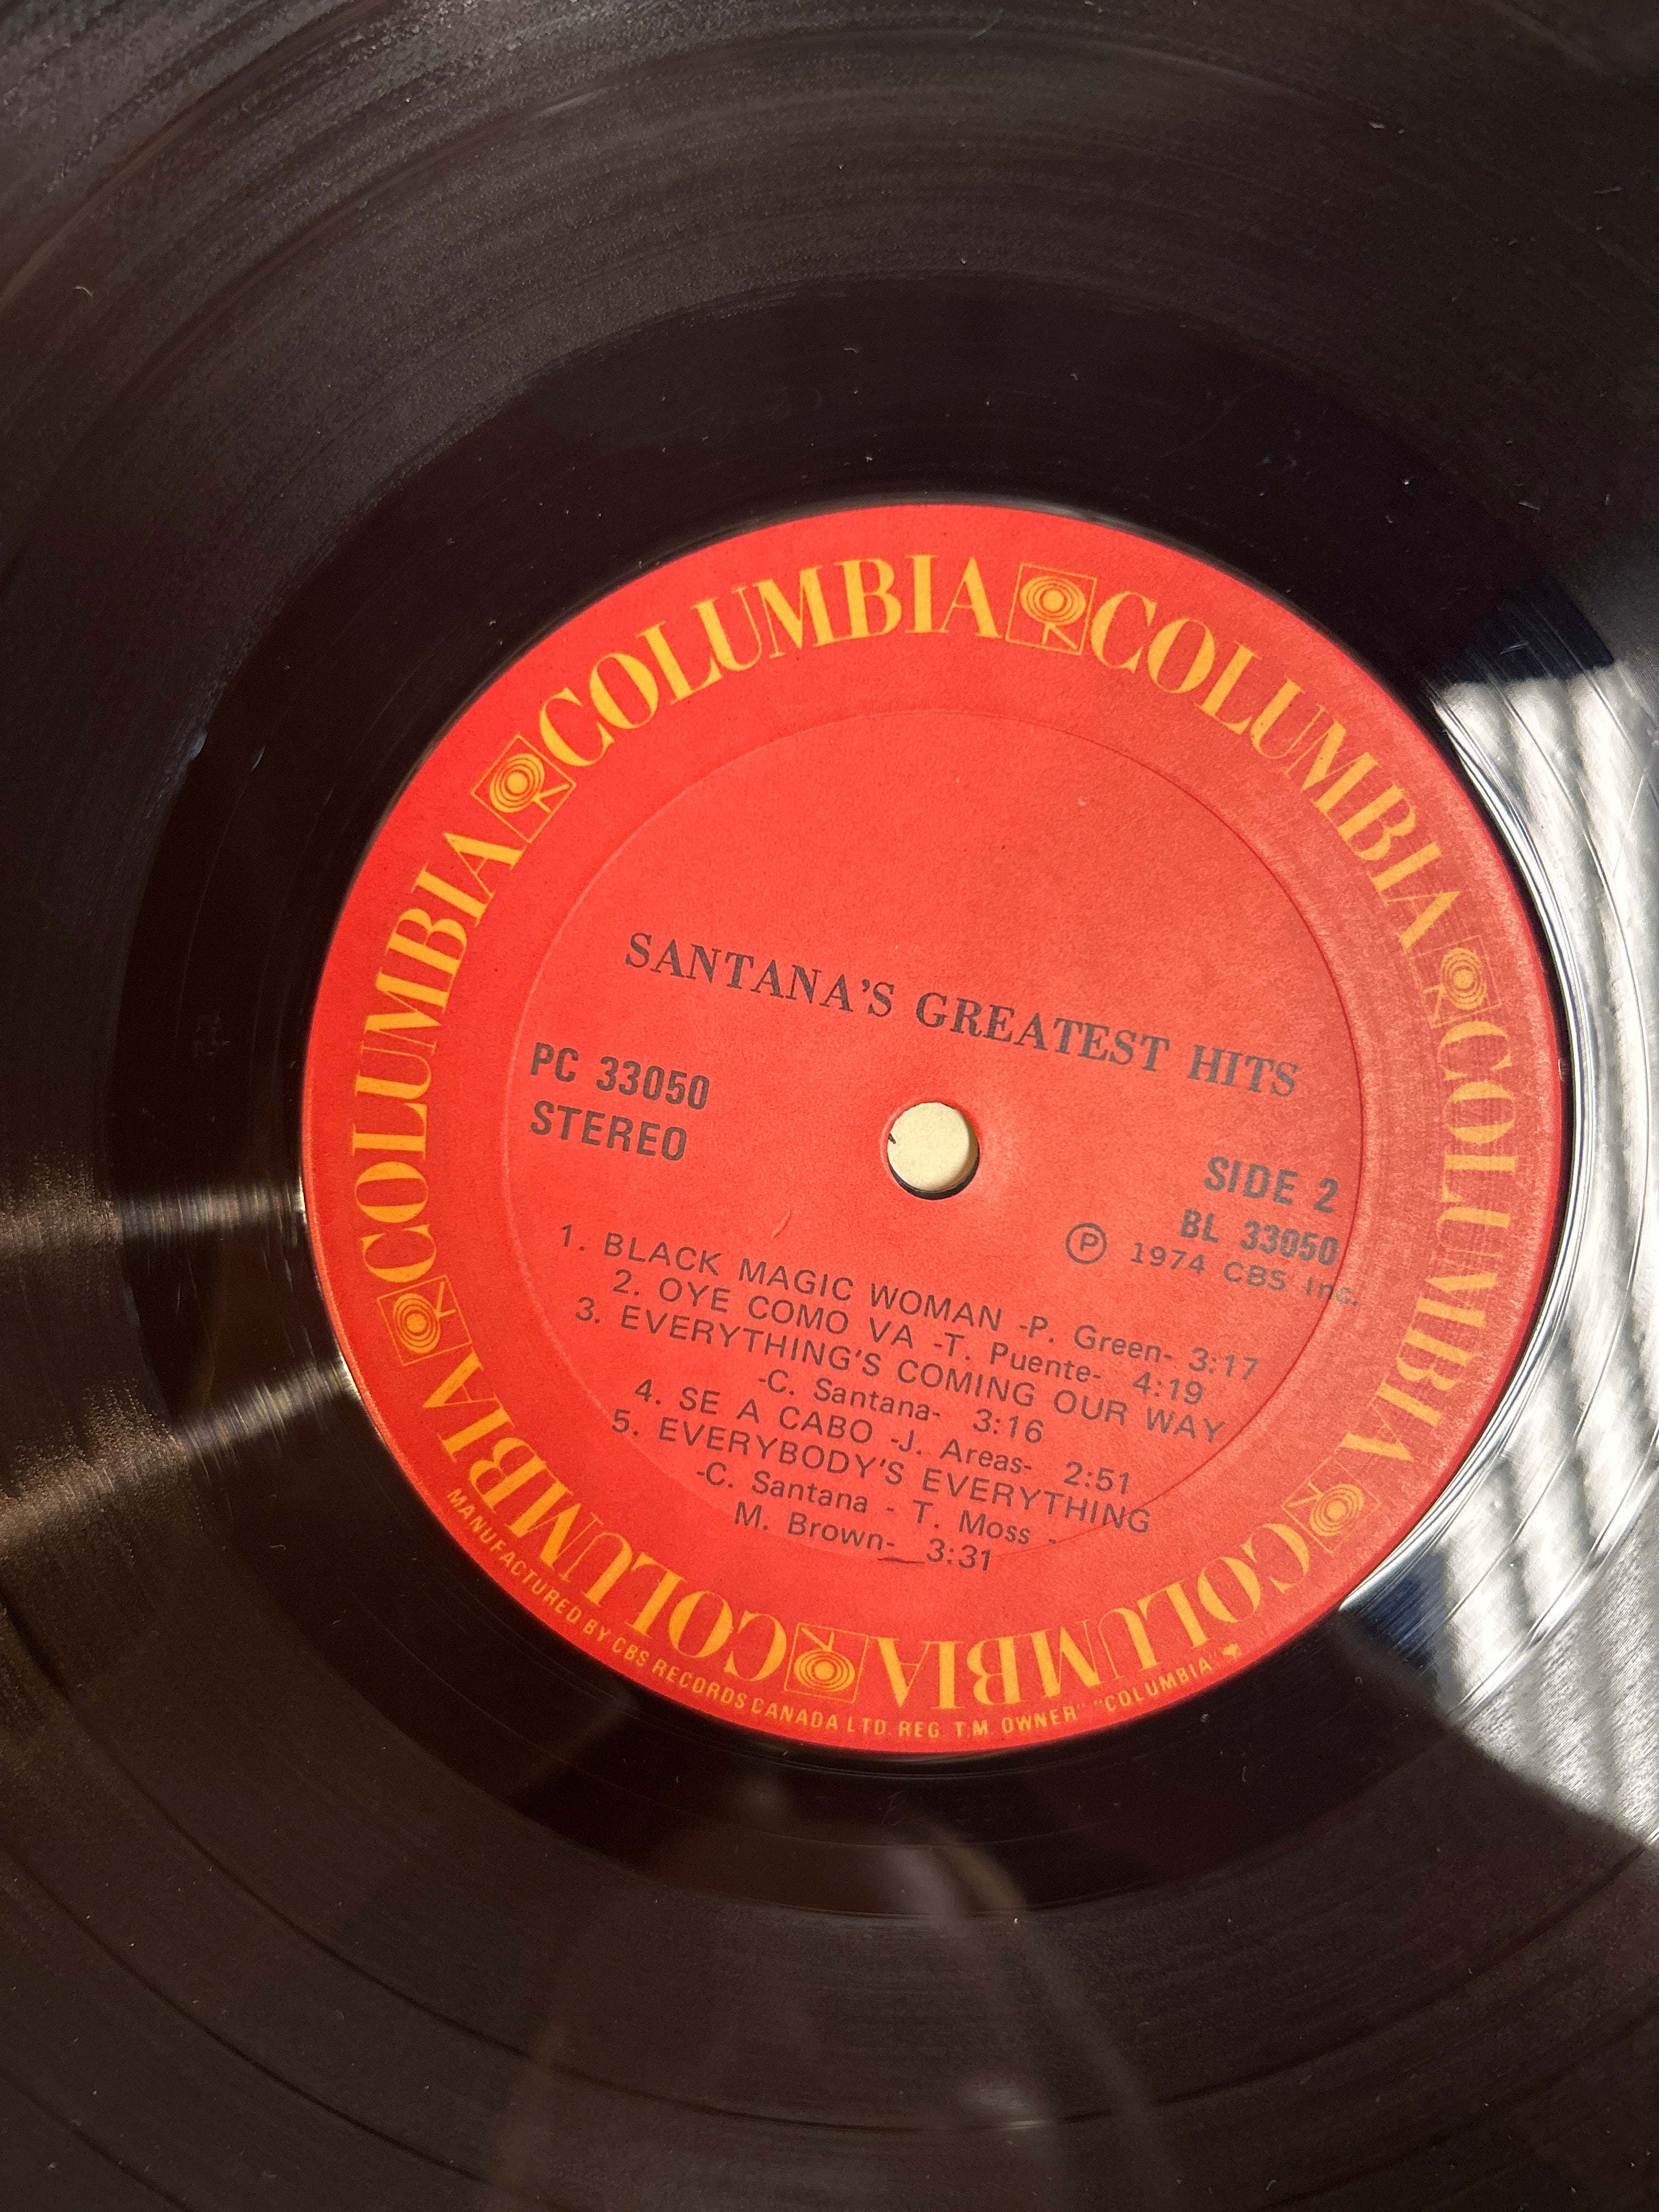 COLUMBIA COLUMBIA COLUMBIA COLUMBIA COLUMBIA COLUMBIA
SANTANA'S GREATEST HITS
PC 33050
STEREO
SIDE 2
BL 33050
Ⓟ 1974 CBS Inc.
1. BLACK MAGIC WOMAN -P. Green- 3:17
2. OYE COMO VA -T. Puente- 4:19
3. EVERYTHING'S COMING OUR WAY
-C. Santana- 3:16
4. SE A CABO -J. Areas- 2:51
5. EVERYBODY'S EVERYTHING
-C. Santana - T. Moss -
M. Brown- 3:31
MANUFACTURED BY CBS RECORDS CANADA LTD. REG. T.M. OWNER "COLUMBIA"